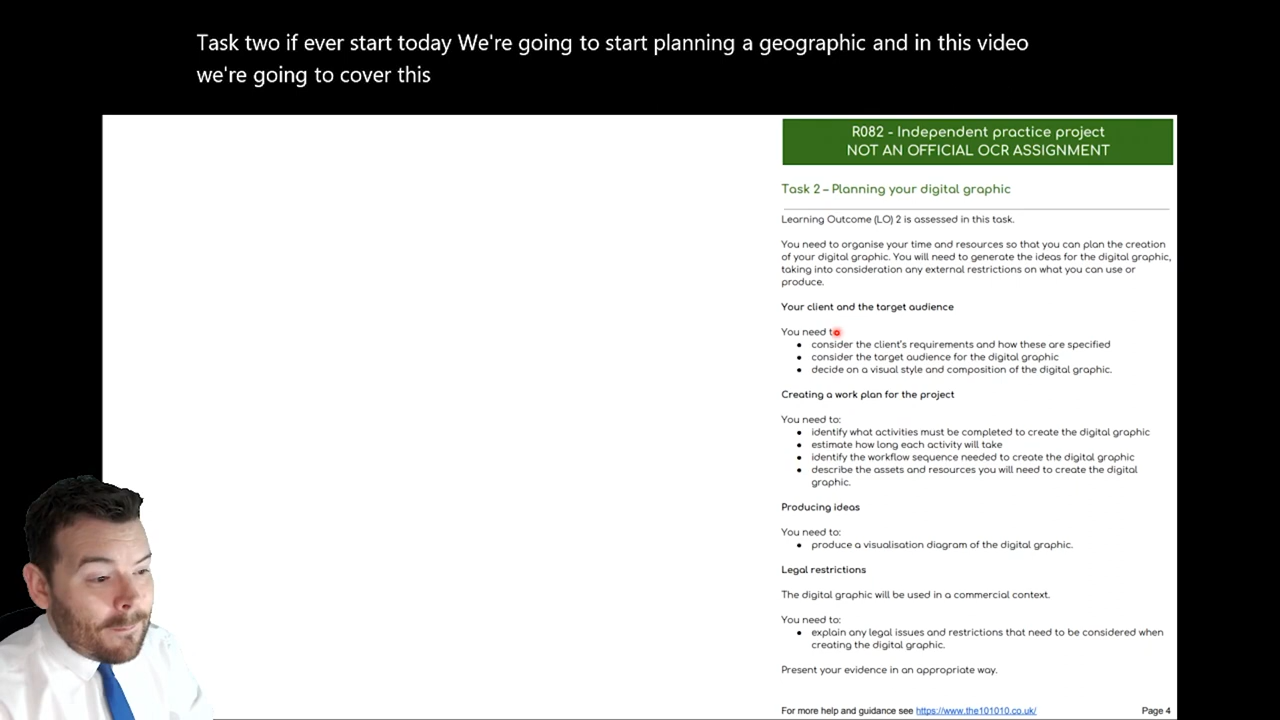 Task two if ever start today We're going to start planning a geographic and in this video
we're going to cover this
R082 - Independent practice project
NOT AN OFFICIAL OCR ASSIGNMENT
Task 2 – Planning your digital graphic
Learning Outcome (LO) 2 is assessed in this task.
You need to organise your time and resources so that you can plan the creation
of your digital graphic. You will need to generate the ideas for the digital graphic,
taking into consideration any external restrictions on what you can use or
produce.
Your client and the target audience
You need to
• consider the client's requirements and how these are specified
• consider the target audience for the digital graphic
• decide on a visual style and composition of the digital graphic.
Creating a work plan for the project
You need to:
• identify what activities must be completed to create the digital graphic
• estimate how long each activity will take
• identify the workflow sequence needed to create the digital graphic
• describe the assets and resources you will need to create the digital
graphic.
Producing ideas
You need to:
• produce a visualisation diagram of the digital graphic.
Legal restrictions
The digital graphic will be used in a commercial context.
You need to:
• explain any legal issues and restrictions that need to be considered when
creating the digital graphic.
Present your evidence in an appropriate way.
For more help and guidance see https://www.the101010.co.uk/ Page 4